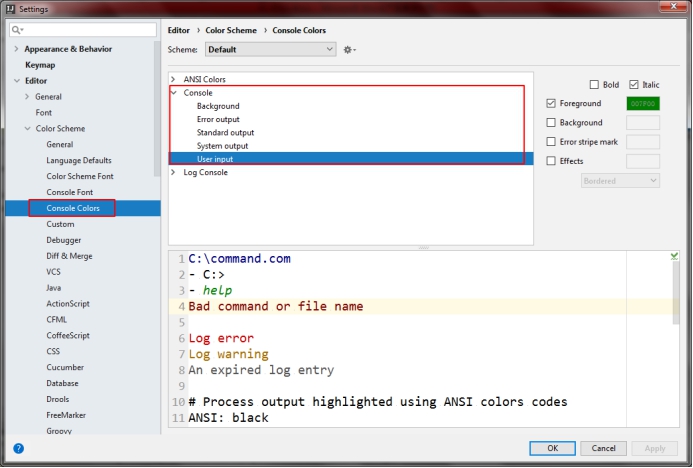 Settings
Appearance & Behavior
Keymap
Editor
General
Font
Color Scheme
General
Language Defaults
Color Scheme Font
Console Font
Console Colors
Custom
Debugger
Diff & Merge
VCS
Java
ActionScript
CFML
CoffeeScript
CSS
Cucumber
Database
Drools
FreeMarker
Groovy
Editor › Color Scheme › Console Colors
Scheme: Default
ANSI Colors
Console
Background
Error output
Standard output
System output
User input
Log Console
Bold Italic
Foreground 007F00
Background
Error stripe mark
Effects
Bordered
1 C:\command.com
2 - C:>
3 - help
4 Bad command or file name
5
6 Log error
7 Log warning
8 An expired log entry
9
10 # Process output highlighted using ANSI colors codes
11 ANSI: black
? OK Cancel Apply